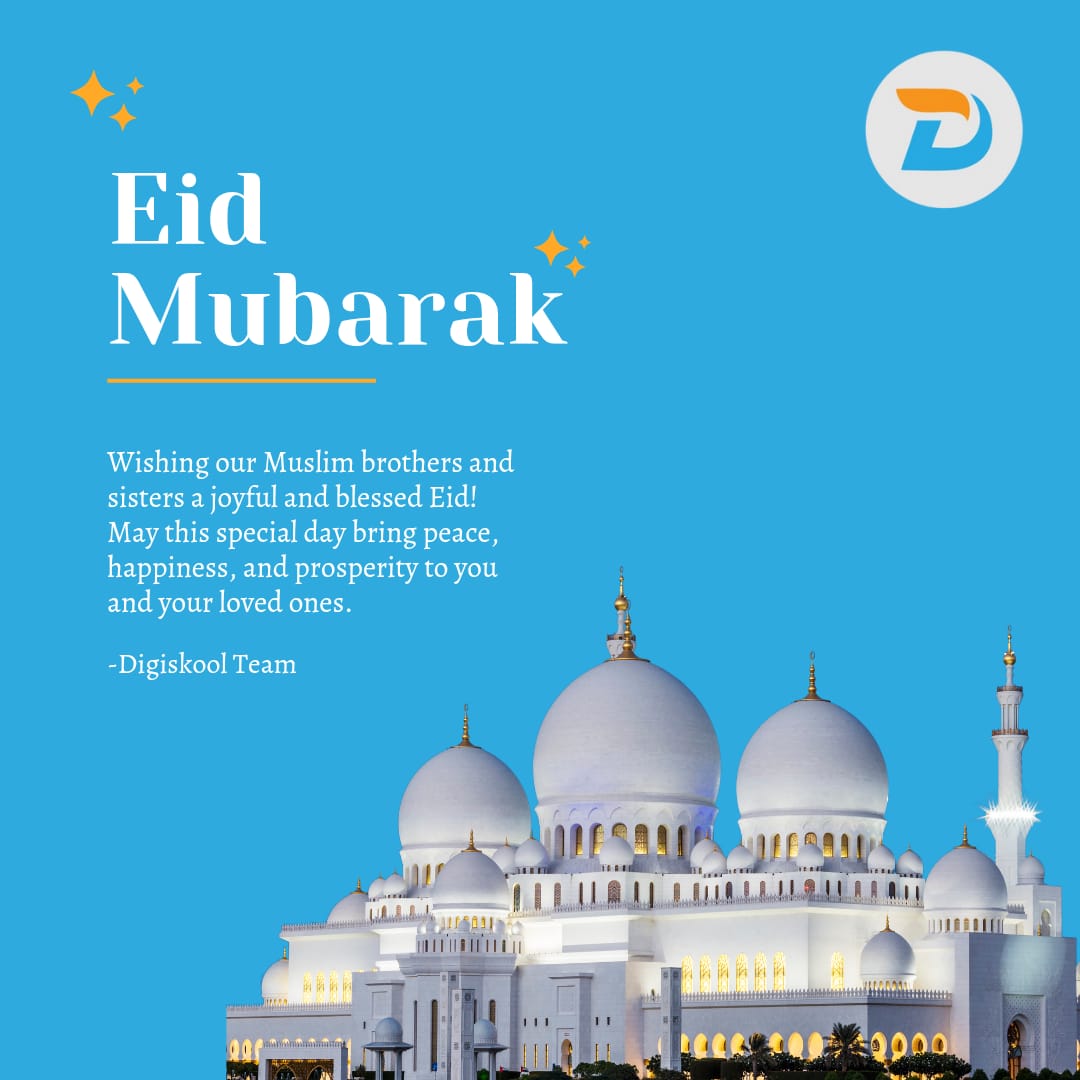 Eid
Mubarak
Wishing our Muslim brothers and
sisters a joyful and blessed Eid!
May this special day bring peace,
happiness, and prosperity to you
and your loved ones.
-Digiskool Team
D